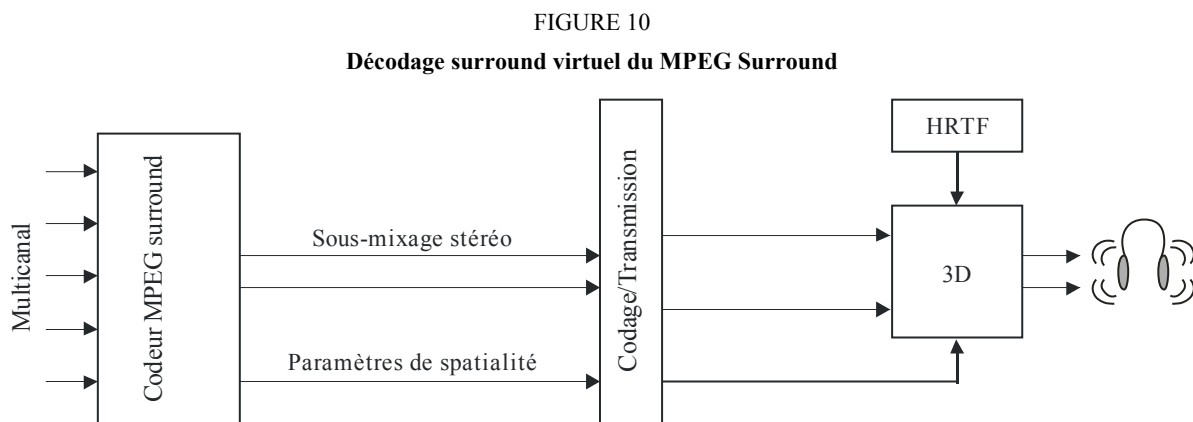 FIGURE 10
Décodage surround virtuel du MPEG Surround
Multicanal
Codeur MPEG surround
Sous-mixage stéréo
Paramètres de spatialité
Codage/Transmission
HRTF
3D